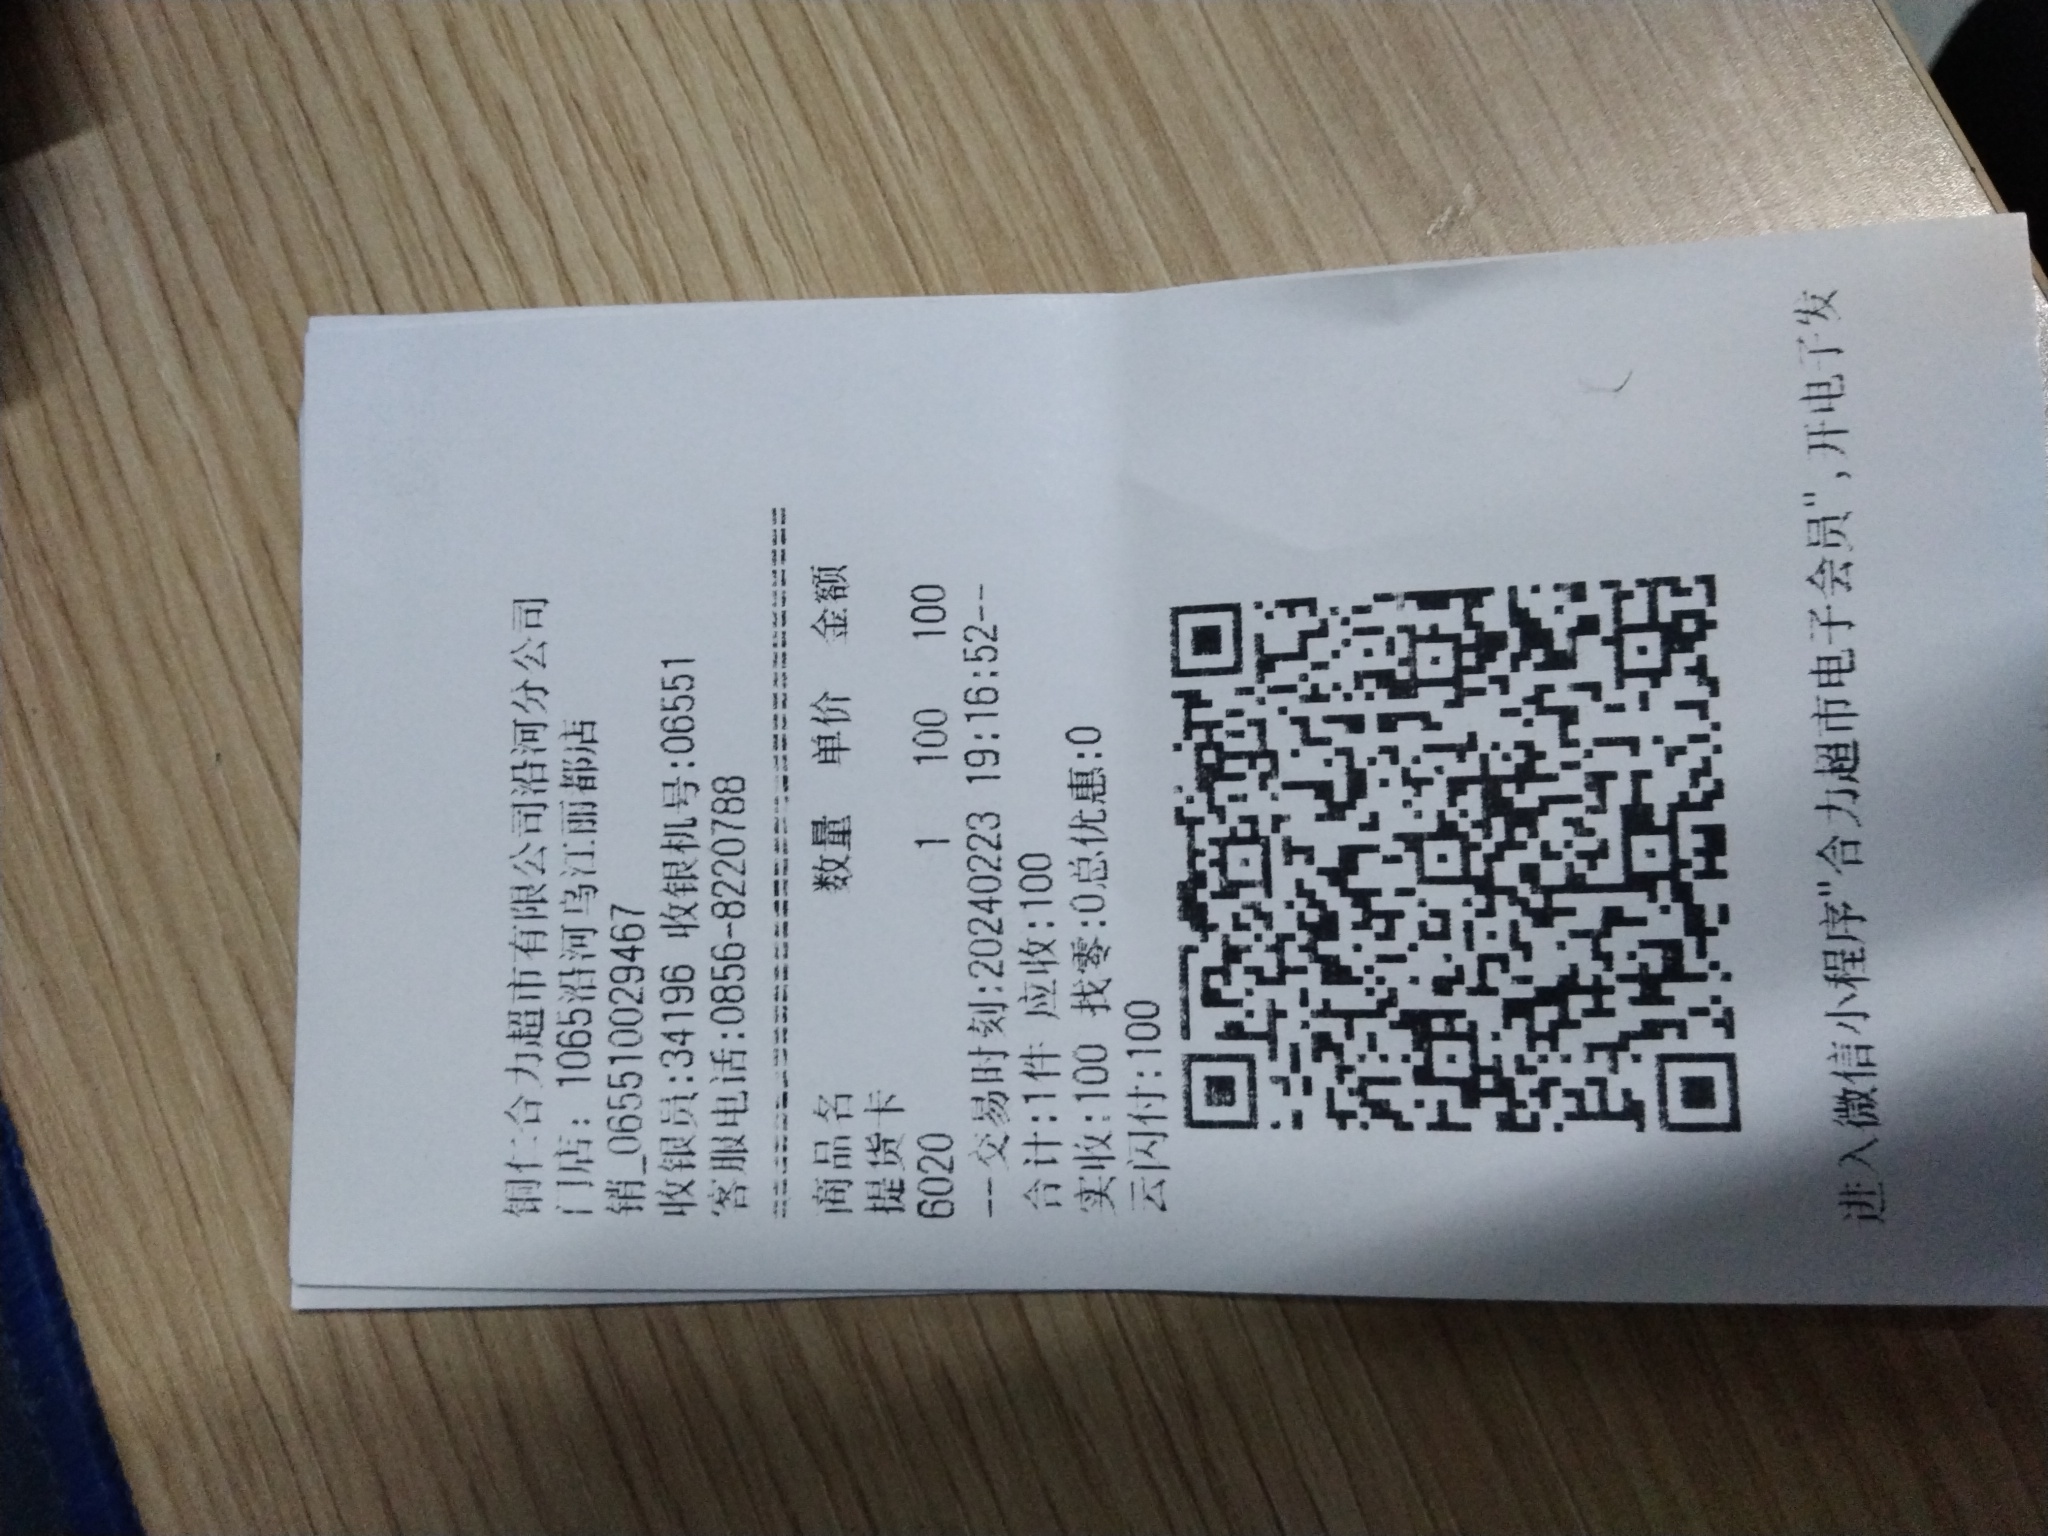 铜仁合力超市有限公司沿河分公司
门店：1065沿河乌江丽都店
销_065510029467
收银员:34196 收银机号:06551
客服电话:0856-8220788
商品名 数量 单价 金额
提货卡
6020 1 100 100
--交易时刻:20240223 19:16:52--
合计:1件 应收:100
实收:100 找零:0总优惠:0
云闪付:100
进入微信小程序"合力超市电子会员",开电子发